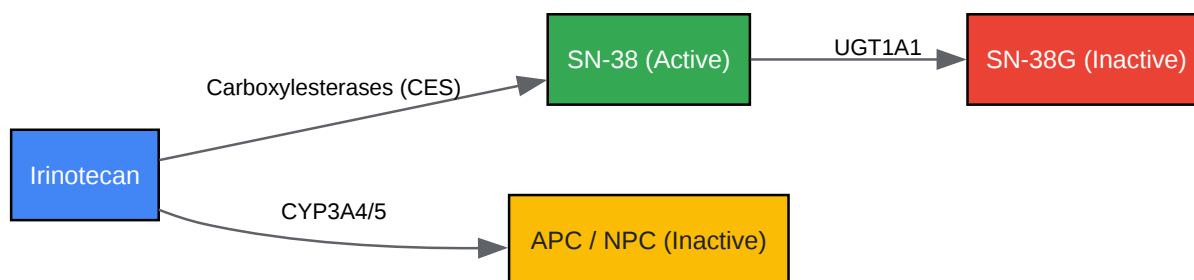 SN-38 (Active)
UGT1A1
SN-38G (Inactive)
Carboxylesterases (CES)
Irinotecan
CYP3A4/5
APC / NPC (Inactive)